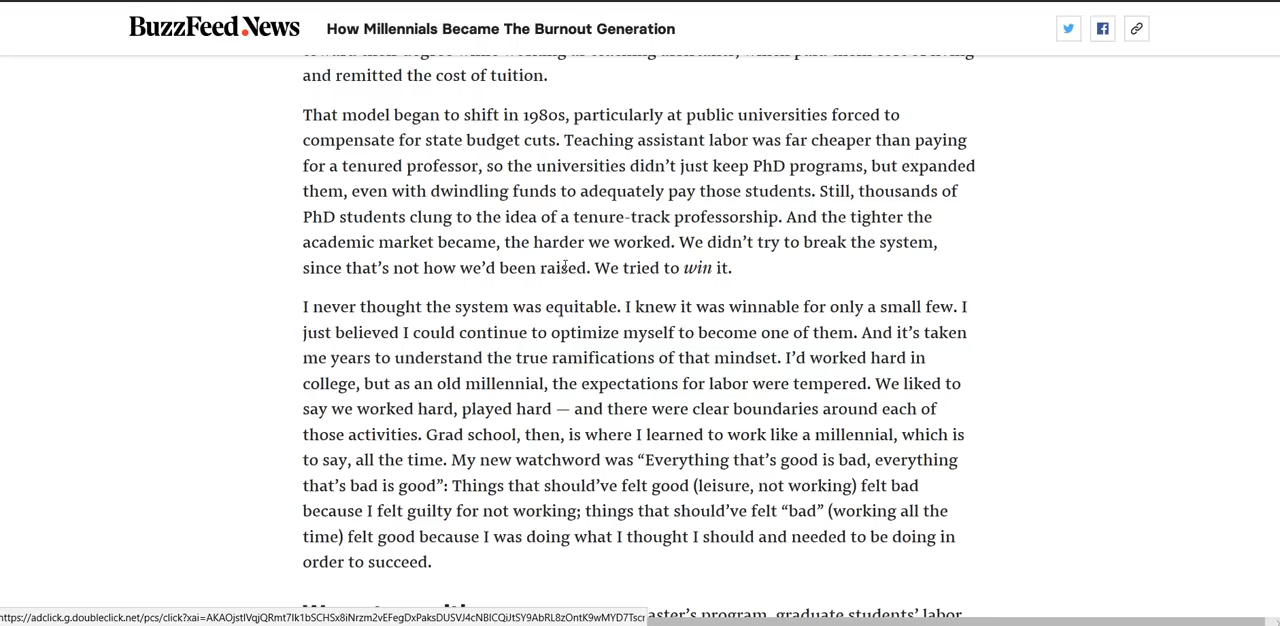 BuzzFeed News
How Millennials Became The Burnout Generation
and remitted the cost of tuition.
That model began to shift in 1980s, particularly at public universities forced to
compensate for state budget cuts. Teaching assistant labor was far cheaper than paying
for a tenured professor, so the universities didn’t just keep PhD programs, but expanded
them, even with dwindling funds to adequately pay those students. Still, thousands of
PhD students clung to the idea of a tenure-track professorship. And the tighter the
academic market became, the harder we worked. We didn’t try to break the system,
since that’s not how we’d been raised. We tried to win it.
I never thought the system was equitable. I knew it was winnable for only a small few. I
just believed I could continue to optimize myself to become one of them. And it’s taken
me years to understand the true ramifications of that mindset. I’d worked hard in
college, but as an old millennial, the expectations for labor were tempered. We liked to
say we worked hard, played hard — and there were clear boundaries around each of
those activities. Grad school, then, is where I learned to work like a millennial, which is
to say, all the time. My new watchword was “Everything that’s good is bad, everything
that’s bad is good”: Things that should’ve felt good (leisure, not working) felt bad
because I felt guilty for not working; things that should’ve felt “bad” (working all the
time) felt good because I was doing what I thought I should and needed to be doing in
order to succeed.
program, graduate students’ labor